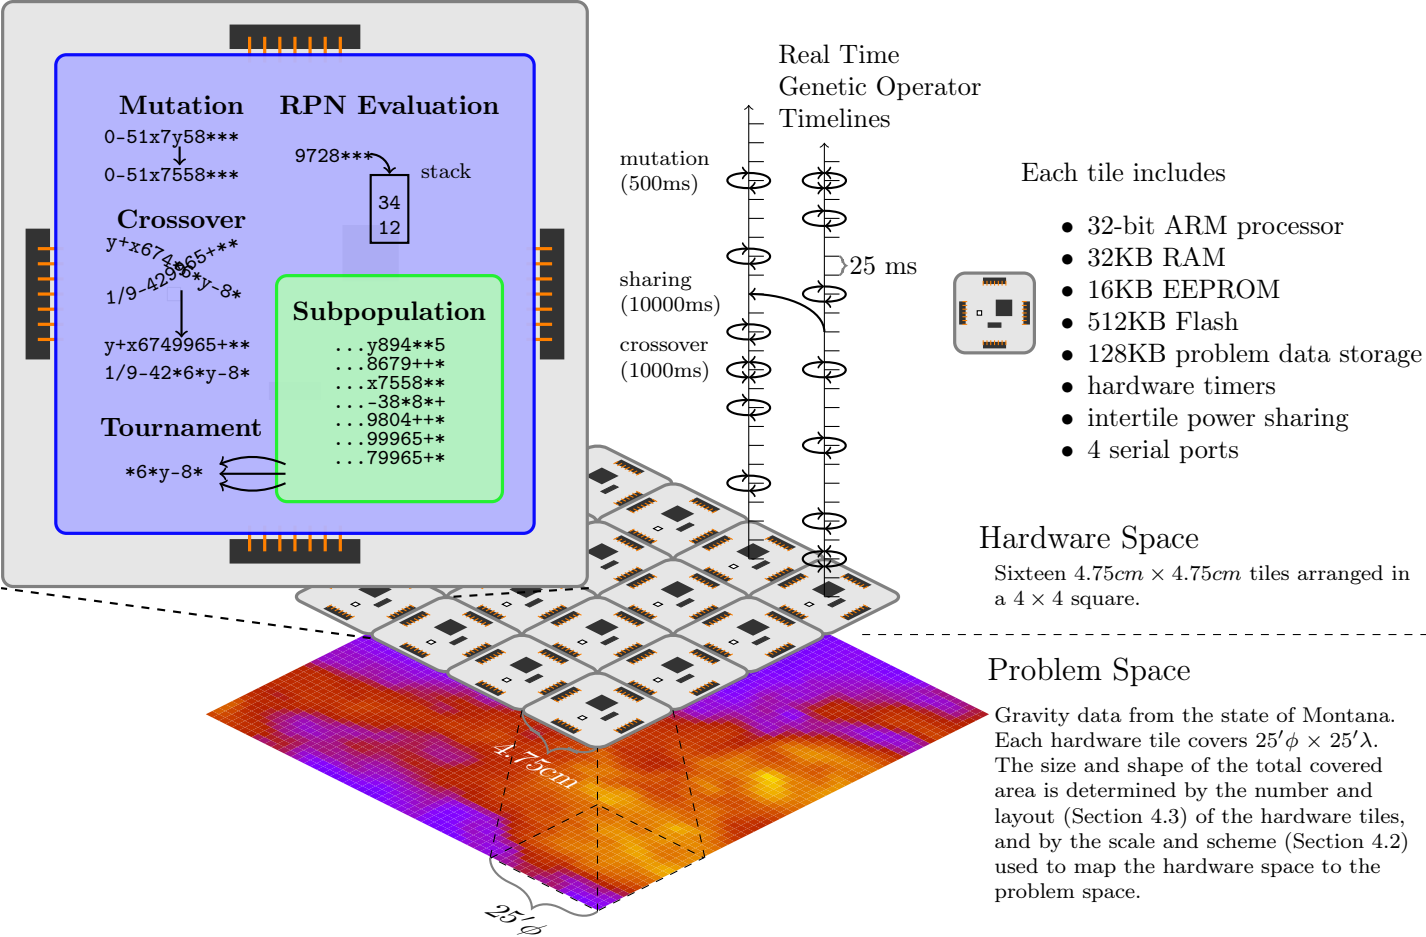 Mutation
0-51x7y58***
0-51x7558***
Crossover
y+x674*6*y-8*
1/9-429965+**
y+x6749965+**
1/9-42*6*y-8*
Tournament
*6*y-8*
RPN Evaluation
9728***
stack
34
12
Subpopulation
...y894**5
...8679++*
...x7558**
...-38*8*+
...9804++*
...99965+*
...79965+*
Real Time
Genetic Operator
Timelines
mutation
(500ms)
sharing
(10000ms)
crossover
(1000ms)
25 ms
Each tile includes
• 32-bit ARM processor
• 32KB RAM
• 16KB EEPROM
• 512KB Flash
• 128KB problem data storage
• hardware timers
• intertile power sharing
• 4 serial ports
Hardware Space
Sixteen 4.75cm × 4.75cm tiles arranged in
a 4 × 4 square.
Problem Space
Gravity data from the state of Montana.
Each hardware tile covers 25′ϕ × 25′λ.
The size and shape of the total covered
area is determined by the number and
layout (Section 4.3) of the hardware tiles,
and by the scale and scheme (Section 4.2)
used to map the hardware space to the
problem space.
4.75cm
25′ϕ